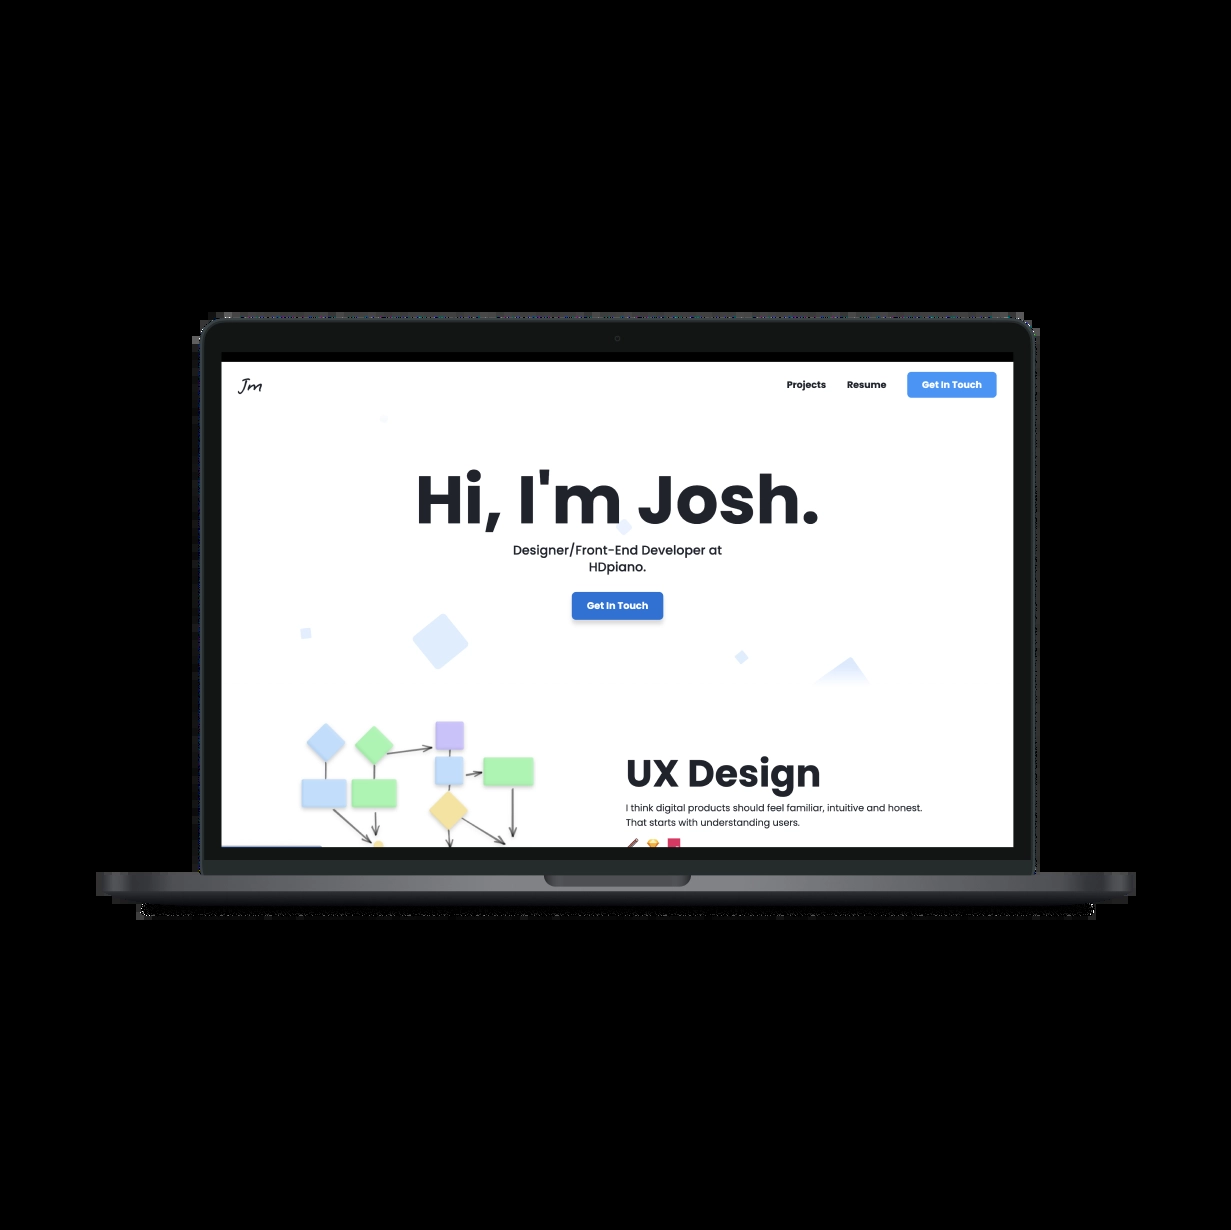 Jm
Projects Resume Get In Touch
Hi, I'm Josh.
Designer/Front-End Developer at
HDpiano.
Get In Touch
UX Design
I think digital products should feel familiar, intuitive and honest.
That starts with understanding users.